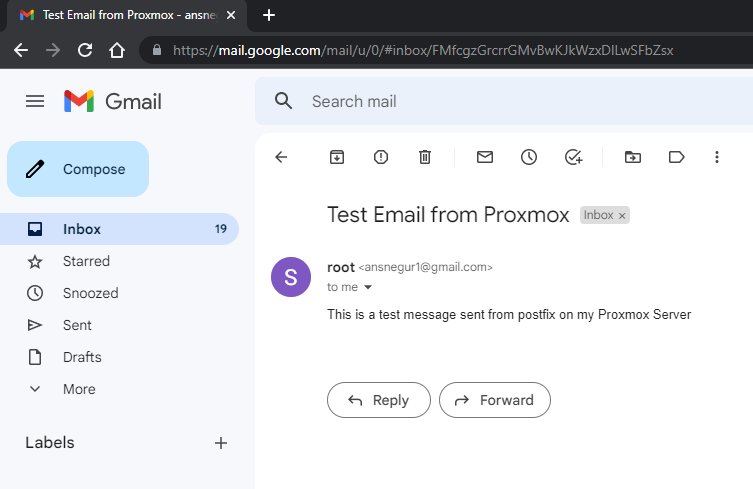 Test Email from Proxmox - ansne
https://mail.google.com/mail/u/0/#inbox/FMfcgzGrcrrGMvBwKJkWzxDlLwSFbZsx
Gmail
Search mail
Compose
Inbox 19
Starred
Snoozed
Sent
Drafts
More
Labels
Test Email from Proxmox Inbox x
S
root <ansnegur1@gmail.com>
to me
This is a test message sent from postfix on my Proxmox Server
Reply Forward